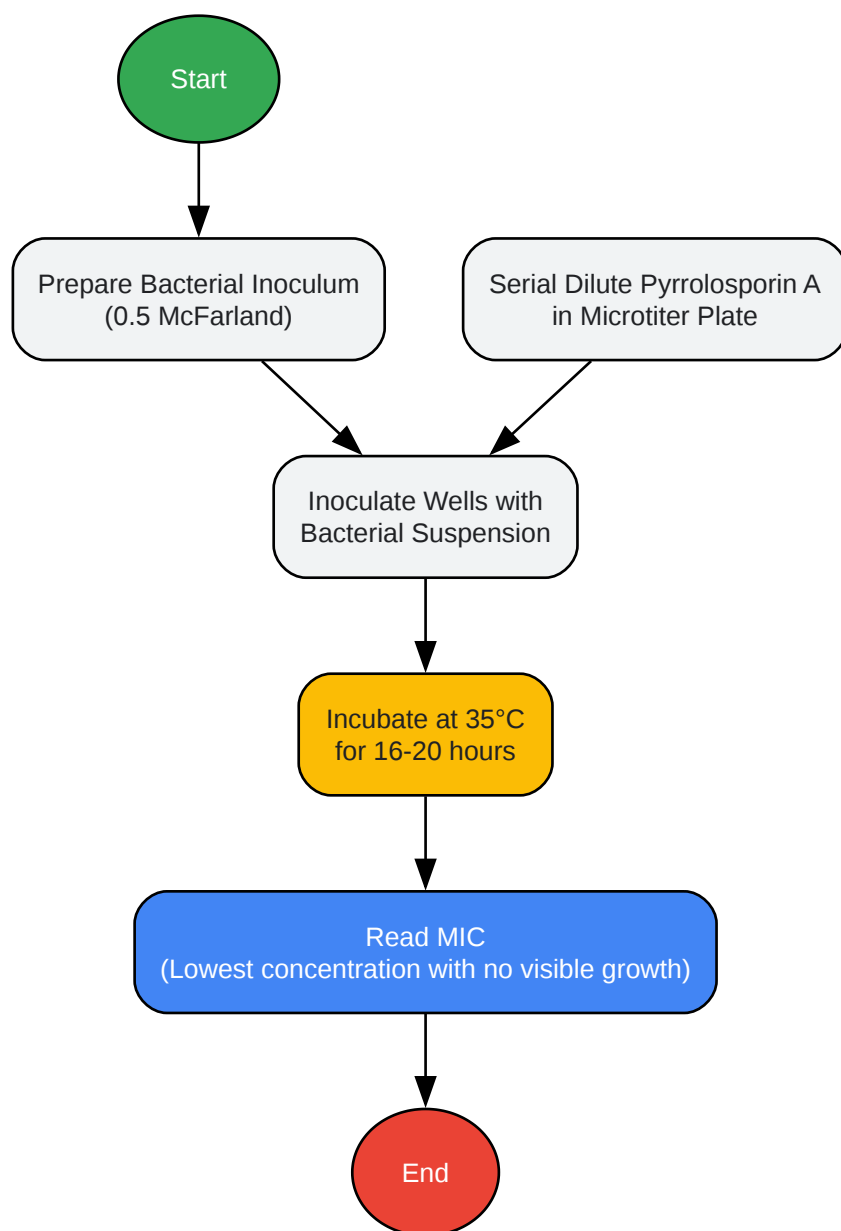 Start
Prepare Bacterial Inoculum
(0.5 McFarland)
Serial Dilute Pyrrolosporin A
in Microtiter Plate
Inoculate Wells with
Bacterial Suspension
Incubate at 35°C
for 16-20 hours
Read MIC
(Lowest concentration with no visible growth)
End